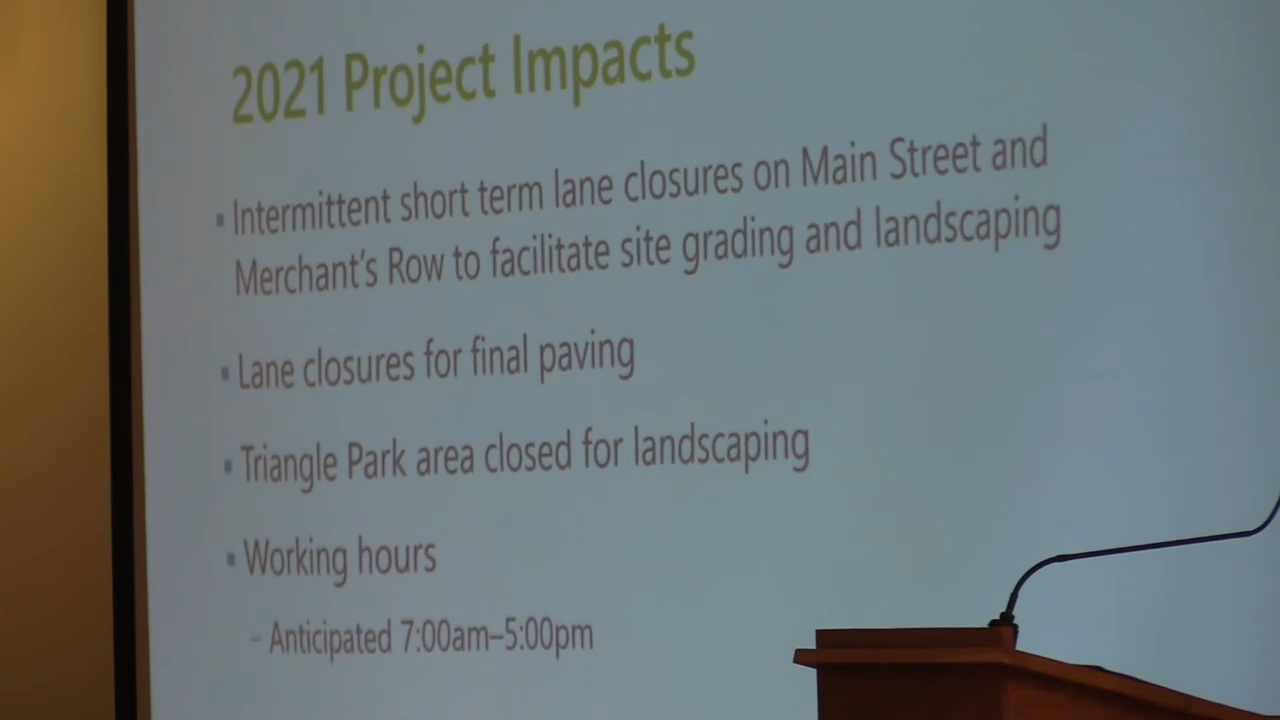 2021 Project Impacts
▪ Intermittent short term lane closures on Main Street and
Merchant's Row to facilitate site grading and landscaping
▪ Lane closures for final paving
▪ Triangle Park area closed for landscaping
▪ Working hours
– Anticipated 7:00am–5:00pm